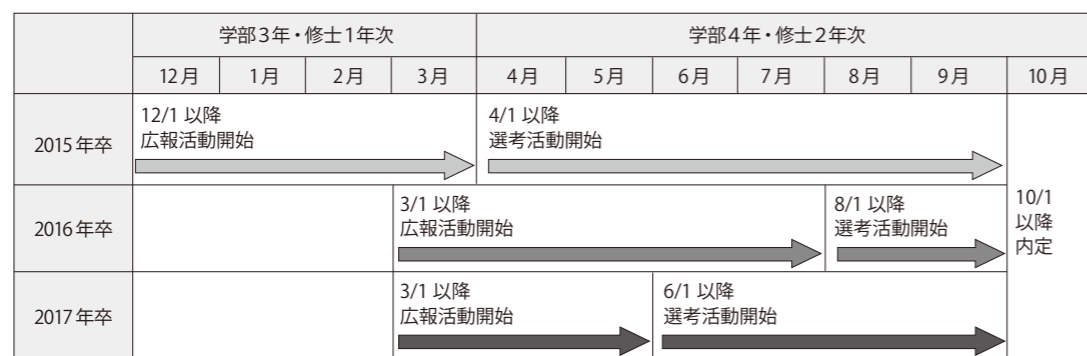 学部3年・修士1年次 学部4年・修士2年次
12月 1月 2月 3月 4月 5月 6月 7月 8月 9月 10月
2015年卒
12/1 以降
広報活動開始
4/1 以降
選考活動開始
2016年卒
3/1 以降
広報活動開始
8/1 以降
選考活動開始
2017年卒
3/1 以降
広報活動開始
6/1 以降
選考活動開始
10/1
以降
内定